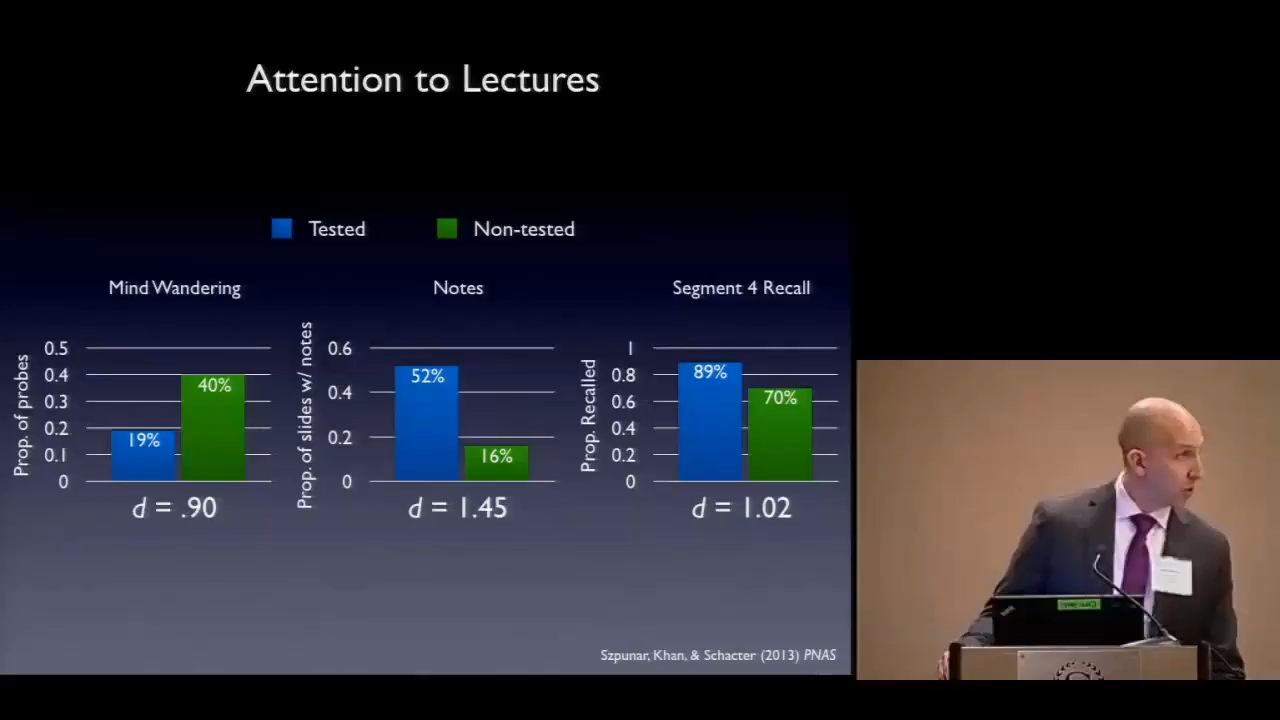 Attention to Lectures
Tested
Non-tested
Mind Wandering
Prop. of probes
0.5
0.4
0.3
0.2
0.1
0
19%
40%
d = .90
Notes
Prop. of slides w/ notes
0.6
0.4
0.2
0
52%
16%
d = 1.45
Segment 4 Recall
Prop. Recalled
1
0.8
0.6
0.4
0.2
0
89%
70%
d = 1.02
Szpunar, Khan, & Schacter (2013) PNAS